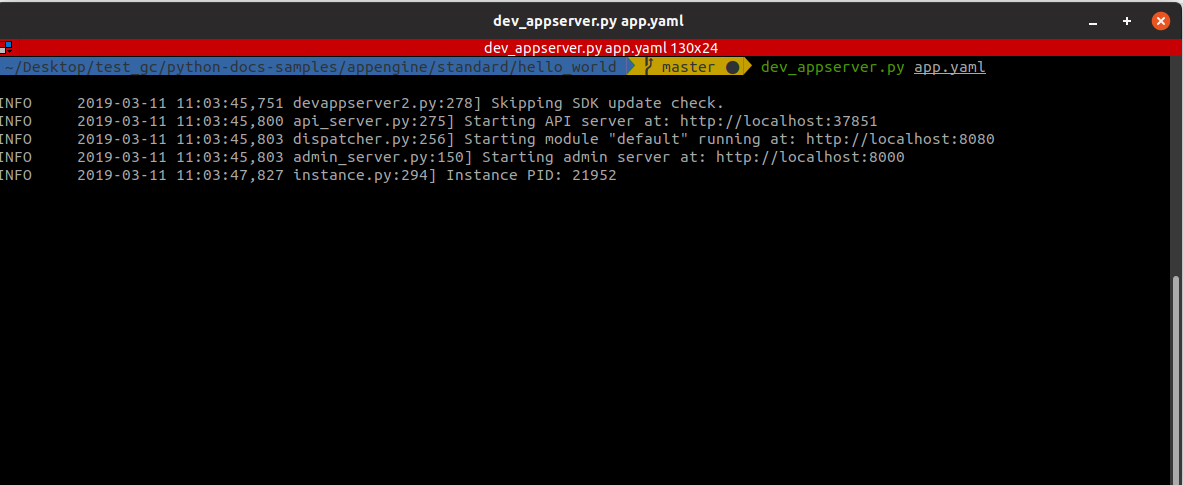 dev_appserver.py app.yaml
dev_appserver.py app.yaml 130x24
~/Desktop/test_gc/python-docs-samples/appengine/standard/hello_world master dev_appserver.py app.yaml
INFO 2019-03-11 11:03:45,751 devappserver2.py:278] Skipping SDK update check.
INFO 2019-03-11 11:03:45,800 api_server.py:275] Starting API server at: http://localhost:37851
INFO 2019-03-11 11:03:45,803 dispatcher.py:256] Starting module "default" running at: http://localhost:8080
INFO 2019-03-11 11:03:45,803 admin_server.py:150] Starting admin server at: http://localhost:8000
INFO 2019-03-11 11:03:47,827 instance.py:294] Instance PID: 21952